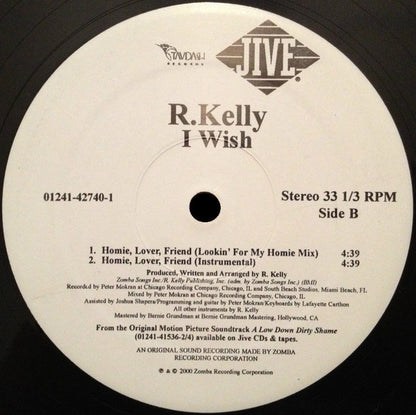 TAVDASH
RECORDS
JIVE®
R.Kelly
I Wish
01241-42740-1
Stereo 33 1/3 RPM
Side B
1. Homie, Lover, Friend (Lookin' For My Homie Mix) 4:39
2. Homie, Lover, Friend (Instrumental) 4:39
Produced, Written and Arranged by R. Kelly
Zomba Songs Inc./R. Kelly Publishing, Inc. (adm. by Zomba Songs Inc.) (BMI)
Recorded by Peter Mokran at Chicago Recording Company, Chicago, IL and South Beach Studios, Miami Beach, FL
Mixed by Peter Mokran at Chicago Recording Company, Chicago, IL
Assisted by Joshua Shapera/Programming and guitar by Peter Mokran/Keyboards by Lafayette Carthon
All other instruments by R. Kelly
Mastered by Bernie Grundman at Bernie Grundman Mastering, Hollywood, CA
From the Original Motion Picture Soundtrack A Low Down Dirty Shame
(01241-41536-2/4) available on Jive CDs & tapes.
AN ORIGINAL SOUND RECORDING MADE BY ZOMBA
RECORDING CORPORATION
℗ & © 2000 Zomba Recording Corporation